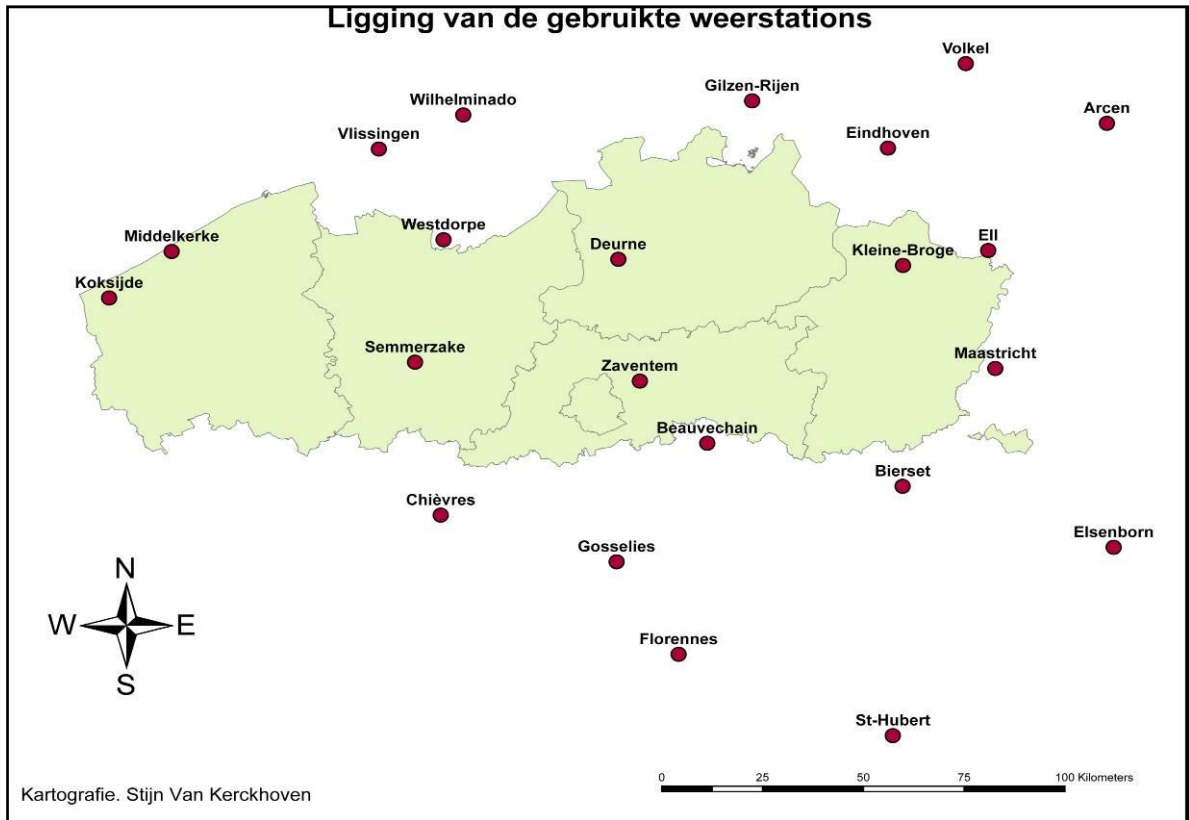 Ligging van de gebruikte weerstations
Volkel
Gilzen-Rijen
Wilhelminado
Arcen
Vlissingen
Eindhoven
Westdorpe
Middelkerke
Deurne
Ell
Kleine-Broge
Koksijde
Semmerzake
Maastricht
Zaventem
Beauvechain
Bierset
Chièvres
Elsenborn
Gosselies
N
W E
S
Florennes
St-Hubert
0 25 50 75 100 Kilometers
Kartografie. Stijn Van Kerckhoven